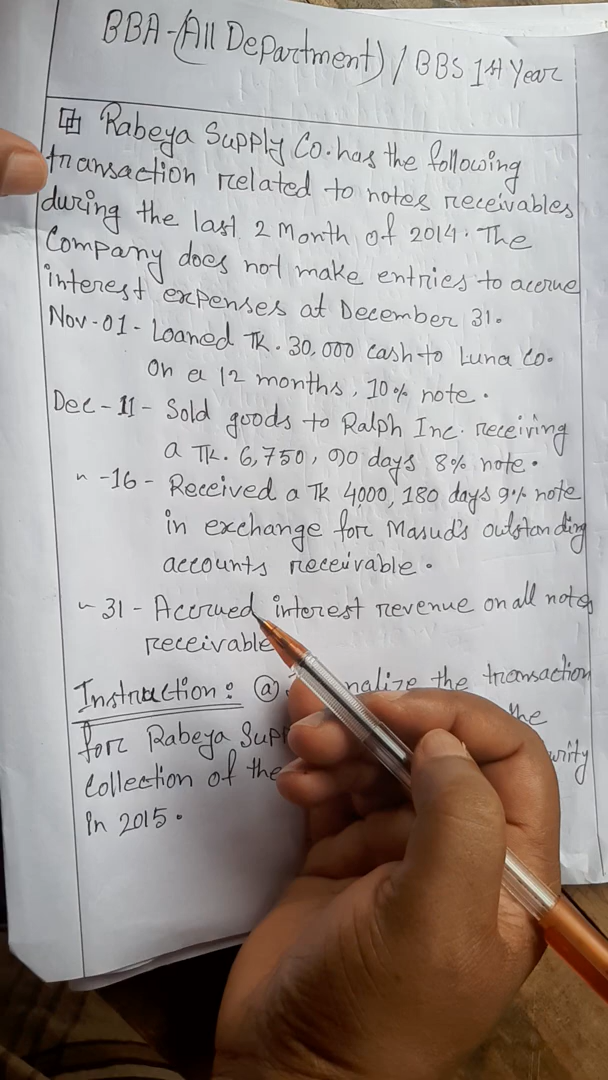 BBA-(All Department) / BBS 1st Year
Rabeya Supply Co. has the following
transaction related to notes receivables
during the last 2 Month of 2014. The
Company does not make entries to accrue
interest expenses at December 31.
Nov-01- Loaned Tk. 30,000 cash to Luna Co.
on a 12 months, 10% note.
Dec-11- Sold goods to Ralph Inc. receiving
a Tk. 6,750, 90 days 8% note.
" -16- Received a Tk 4000, 180 days 9% note
in exchange for Masud's outstanding
accounts receivable.
~ 31- Accrued interest revenue on all notes
receivable
Instruction: (a) nalize the transaction
for Rabeya Supp the
Collection of the urity
in 2015.